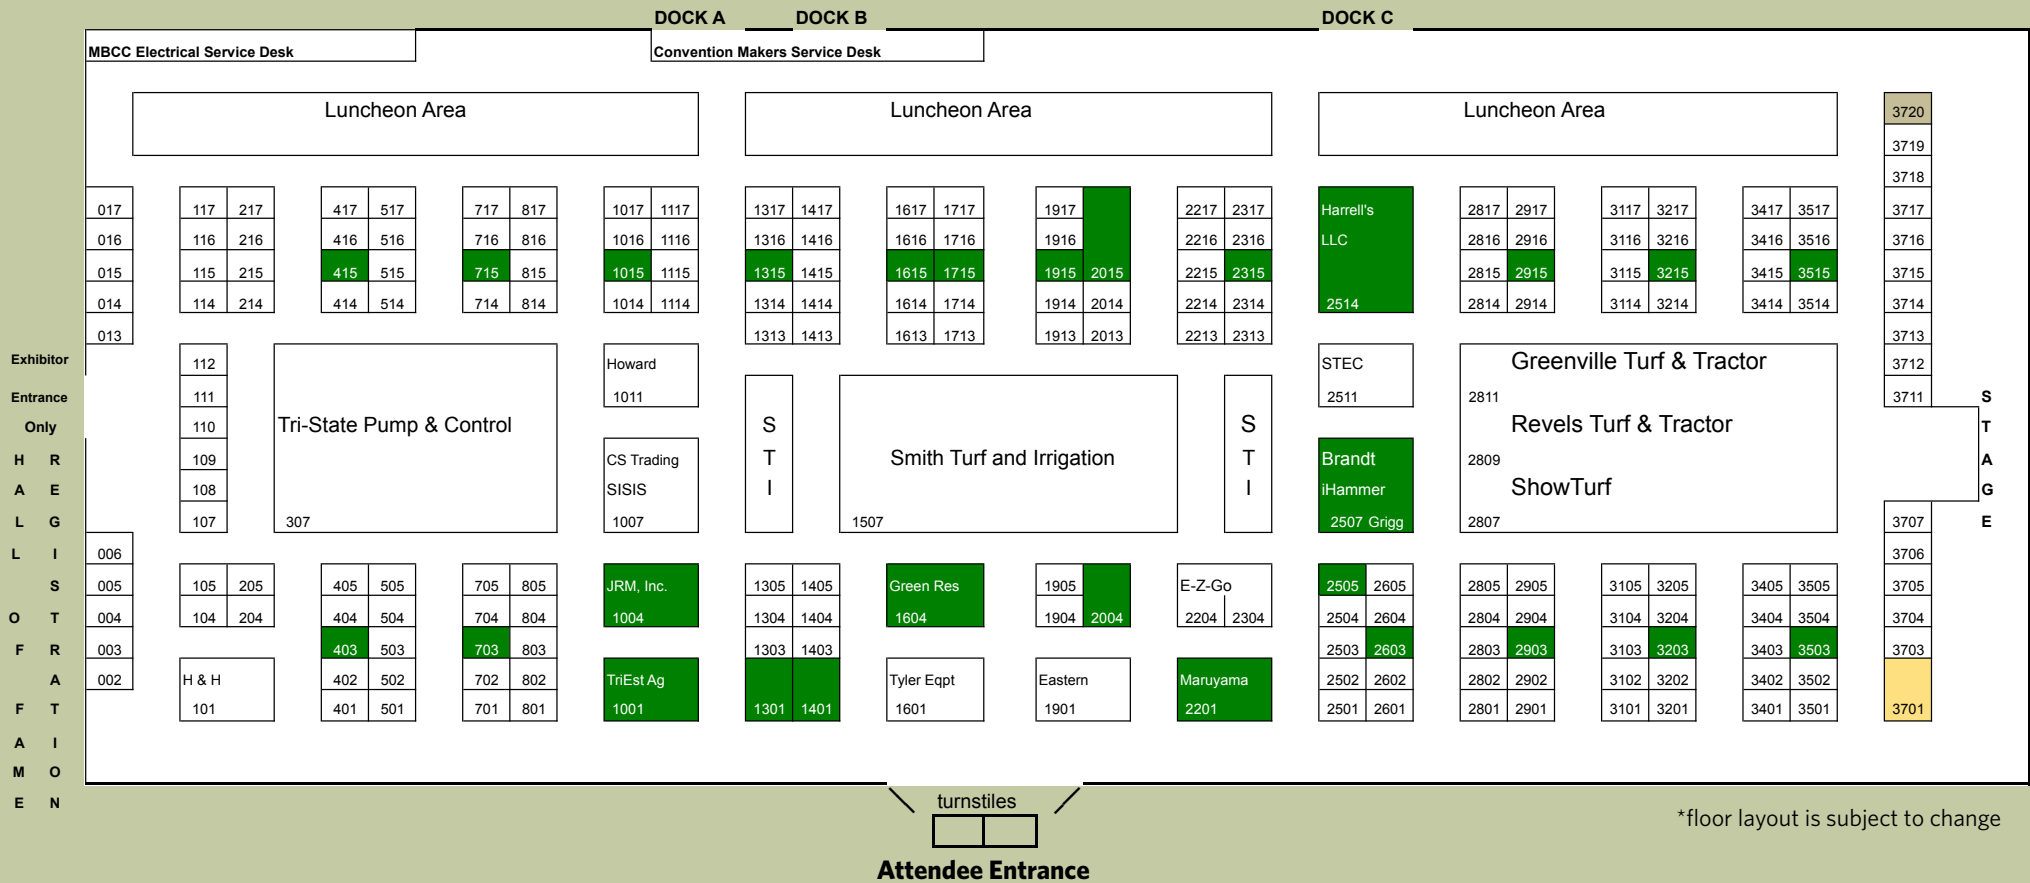 DOCK A DOCK B DOCK C
MBCC Electrical Service Desk Convention Makers Service Desk
Luncheon Area Luncheon Area Luncheon Area 3720
3719
3718
017 117 217 417 517 717 817 1017 1117 1317 1417 1617 1717 1917 2217 2317 Harrell's 2817 2917 3117 3217 3417 3517 3717
016 116 216 416 516 716 816 1016 1116 1316 1416 1616 1716 1916 2216 2316 LLC 2816 2916 3116 3216 3416 3516 3716
015 115 215 415 515 715 815 1015 1115 1315 1415 1615 1715 1915 2015 2215 2315 2815 2915 3115 3215 3415 3515 3715
014 114 214 414 514 714 814 1014 1114 1314 1414 1614 1714 1914 2014 2214 2314 2514 2814 2914 3114 3214 3414 3514 3714
013 1313 1413 1613 1713 1913 2013 2213 2313 3713
Exhibitor 112 Howard STEC Greenville Turf & Tractor 3712
Entrance 111 1011 2511 2811 3711
Only 110 Tri-State Pump & Control Revels Turf & Tractor
109 CS Trading Smith Turf and Irrigation Brandt 2809
108 SISIS iHammer ShowTurf
107 307 1007 1507 2507 Grigg 2807 3707
STI
STI
STAGE
HALL OF FAME
REGISTRATION
006 3706
005 105 205 405 505 705 805 JRM, Inc. 1305 1405 Green Res 1905 E-Z-Go 2505 2605 2805 2905 3105 3205 3405 3505 3705
004 104 204 404 504 704 804 1004 1304 1404 1604 1904 2004 2204 2304 2504 2604 2804 2904 3104 3204 3404 3504 3704
003 403 503 703 803 1303 1403 2503 2603 2803 2903 3103 3203 3403 3503 3703
002 H & H 402 502 702 802 TriEst Ag Tyler Eqpt Eastern Maruyama 2502 2602 2802 2902 3102 3202 3402 3502
101 401 501 701 801 1001 1301 1401 1601 1901 2201 2501 2601 2801 2901 3101 3201 3401 3501 3701
turnstiles
*floor layout is subject to change
Attendee Entrance